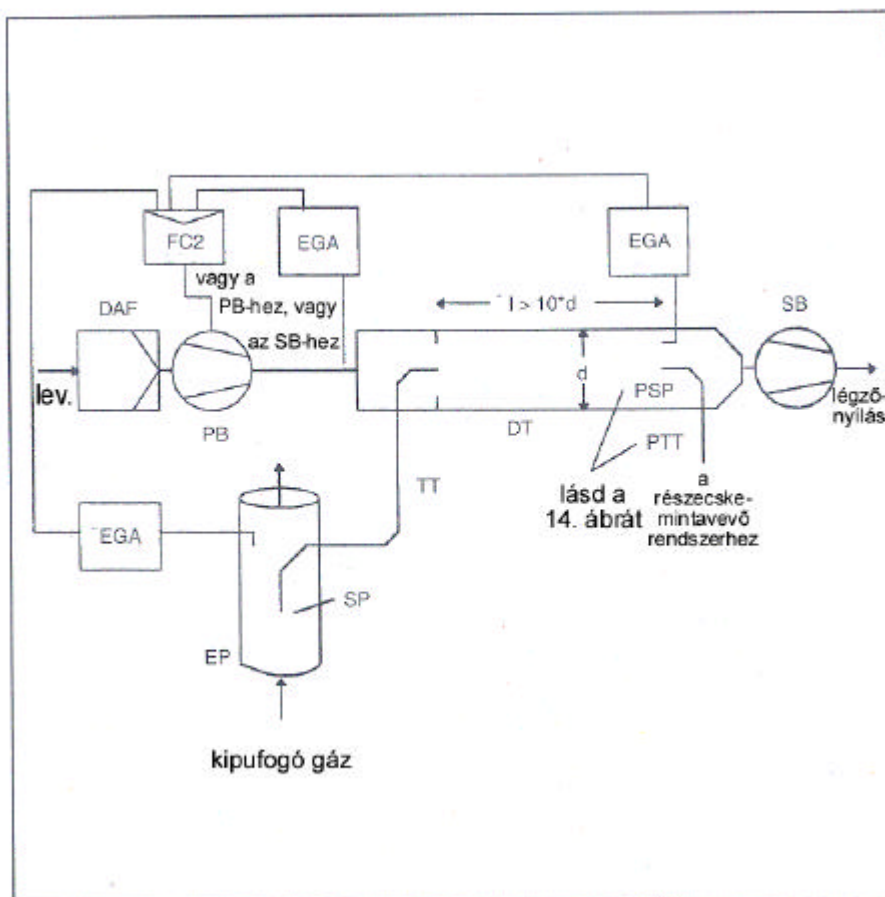 FC2
EGA
EGA
vagy a
PB-hez, vagy
az SB-hez
l > 10*d
DAF
SB
lev.
d
PSP
légző-
nyílás
PB
DT
PTT
TT
lásd a
14. ábrát
a
részecske-
mintavevő
rendszerhez
EGA
SP
EP
kipufogó gáz